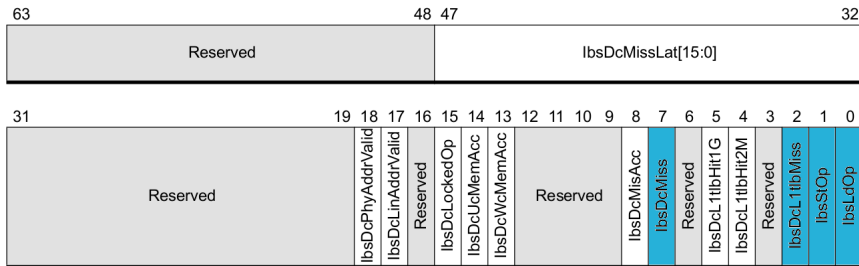 63 48 47 32
Reserved IbsDcMissLat[15:0]
31 19 18 17 16 15 14 13 12 11 10 9 8 7 6 5 4 3 2 1 0
Reserved
IbsDcPhyAddrValid
IbsDcLinAddrValid
Reserved
IbsDcLockedOp
IbsDcUcMemAcc
IbsDcWcMemAcc
Reserved
IbsDcMisAcc
IbsDcMiss
Reserved
IbsDcL1tlbHit1G
IbsDcL1tlbHit2M
Reserved
IbsDcL1tlbMiss
IbsStOp
IbsLdOp